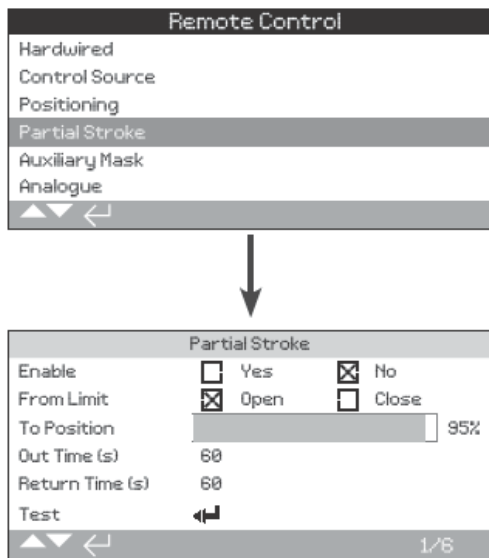 Remote Control
Hardwired
Control Source
Positioning
Partial Stroke
Auxiliary Mask
Analogue
Partial Stroke
Enable Yes No
From Limit Open Close
To Position 95%
Out Time (s) 60
Return Time (s) 60
Test
1/6